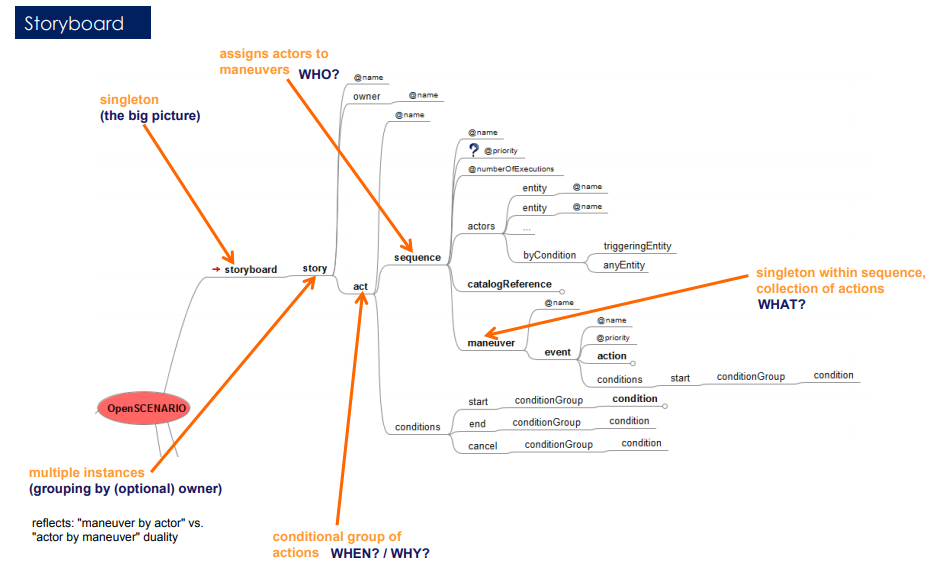 Storyboard
assigns actors to
maneuvers WHO?
singleton
(the big picture)
@name
owner @name
@name
@name
? @priority
@numberOfExecutions
entity @name
entity @name
actors
...
byCondition
triggeringEntity
anyEntity
sequence
storyboard
story
act
catalogReference
singleton within sequence,
collection of actions
WHAT?
@name
maneuver
event
@name
@priority
action
conditions start conditionGroup condition
OpenSCENARIO
start conditionGroup condition
conditions
end conditionGroup condition
cancel conditionGroup condition
multiple instances
(grouping by (optional) owner)
reflects: "maneuver by actor" vs.
"actor by maneuver" duality
conditional group of
actions WHEN? / WHY?